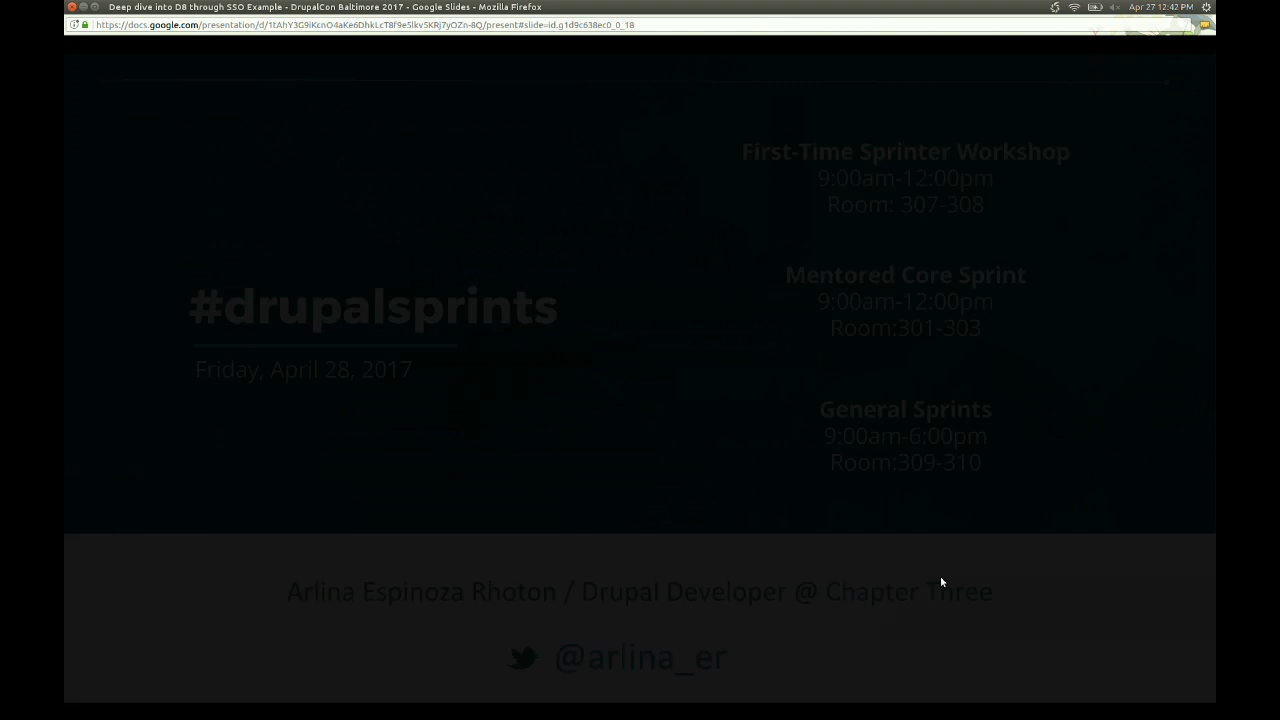 Deep dive into D8 through SSO Example - DrupalCon Baltimore 2017 - Google Slides - Mozilla Firefox
Apr 27 12:42 PM
#drupalsprints
Friday, April 28, 2017
First-Time Sprinter Workshop
9:00am-12:00pm
Room: 307-308
Mentored Core Sprint
9:00am-12:00pm
Room:301-303
General Sprints
9:00am-6:00pm
Room:309-310
Arlina Espinoza Rhoton / Drupal Developer @ Chapter Three
@arlina_er